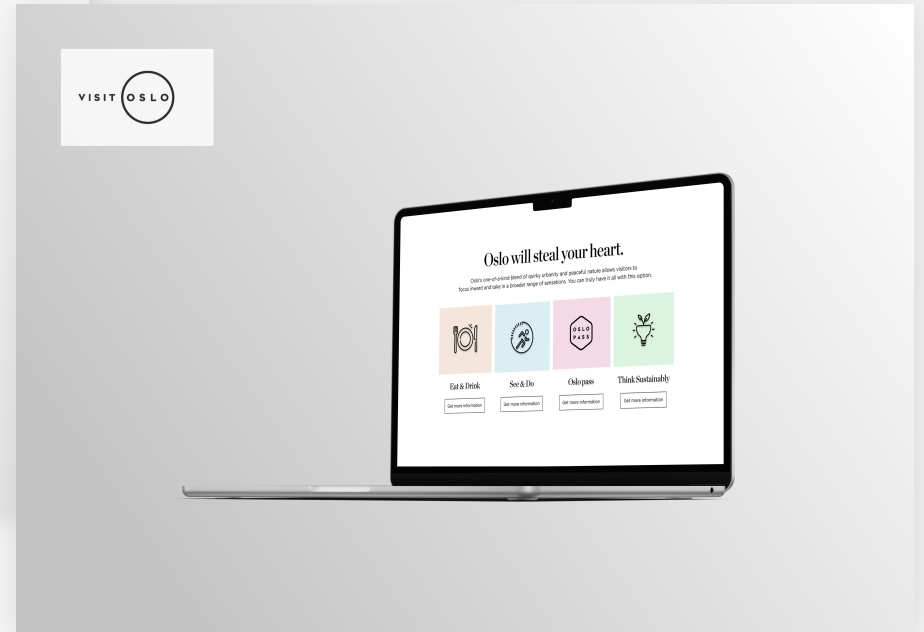 VISIT OSLO
Oslo will steal your heart.
Oslo's one-of-a-kind blend of quirky urbanity and peaceful nature allows visitors to
focus inward and take in a broader range of sensations. You can truly have it all with this option.
OSLO
PASS
Eat & Drink
See & Do
Oslo pass
Think Sustainably
Get more information
Get more information
Get more information
Get more information